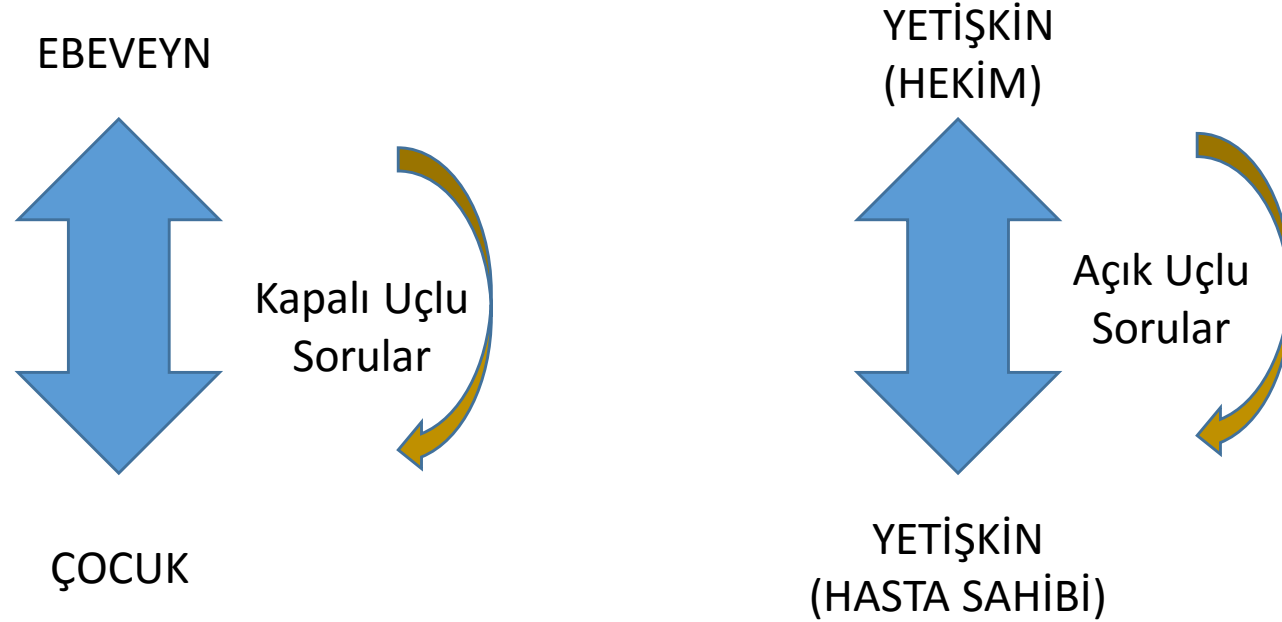 EBEVEYN
Kapalı Uçlu
Sorular
ÇOCUK
YETİŞKİN
(HEKİM)
Açık Uçlu
Sorular
YETİŞKİN
(HASTA SAHİBİ)